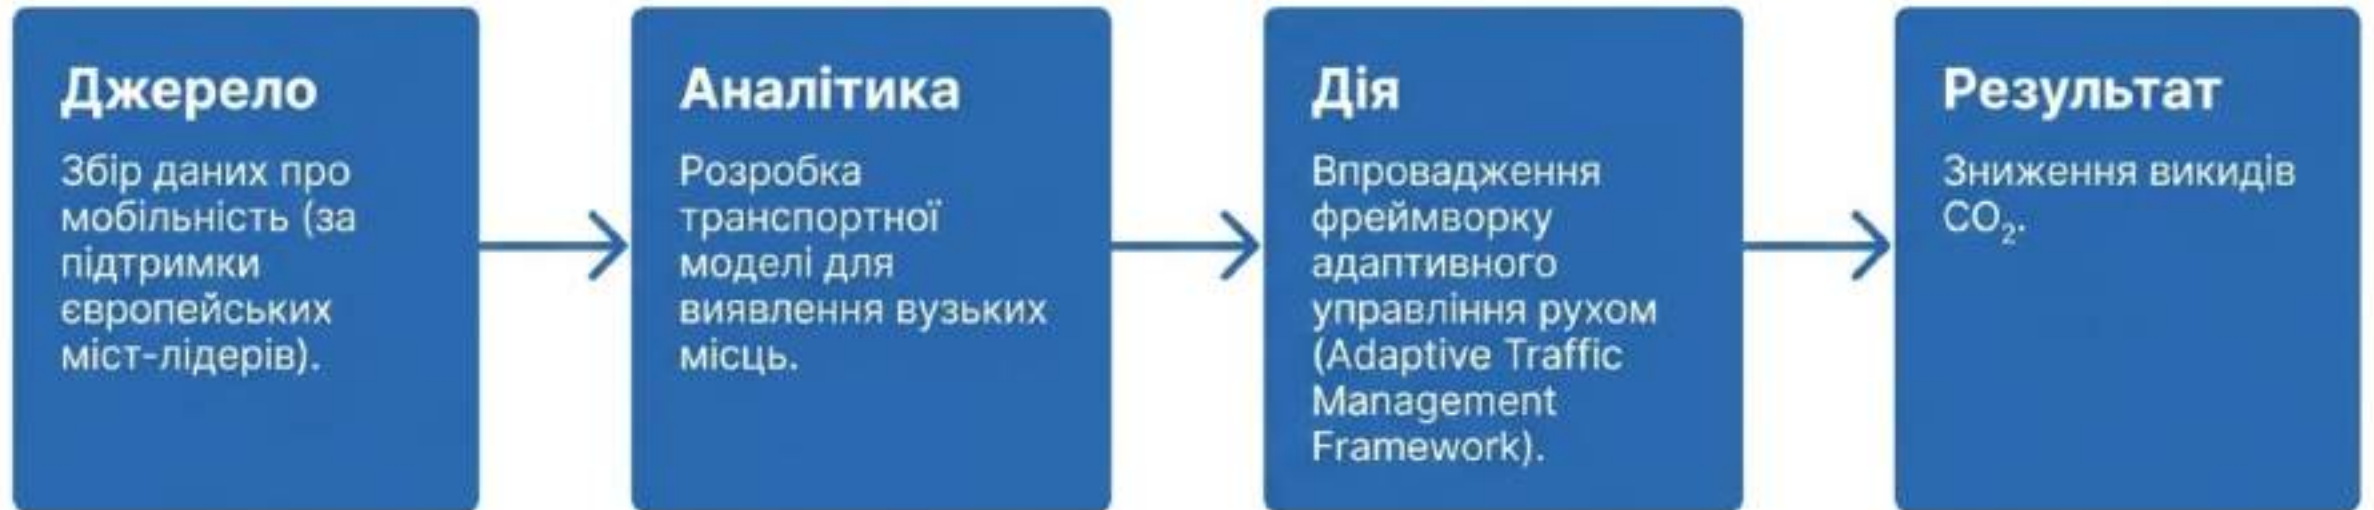 Джерело
Збір даних про
мобільність (за
підтримки
європейських
міст-лідерів).
Аналітика
Розробка
транспортної
моделі для
виявлення вузьких
місць.
Дія
Впровадження
фреймворку
адаптивного
управління рухом
(Adaptive Traffic
Management
Framework).
Результат
Зниження викидів
CO₂.